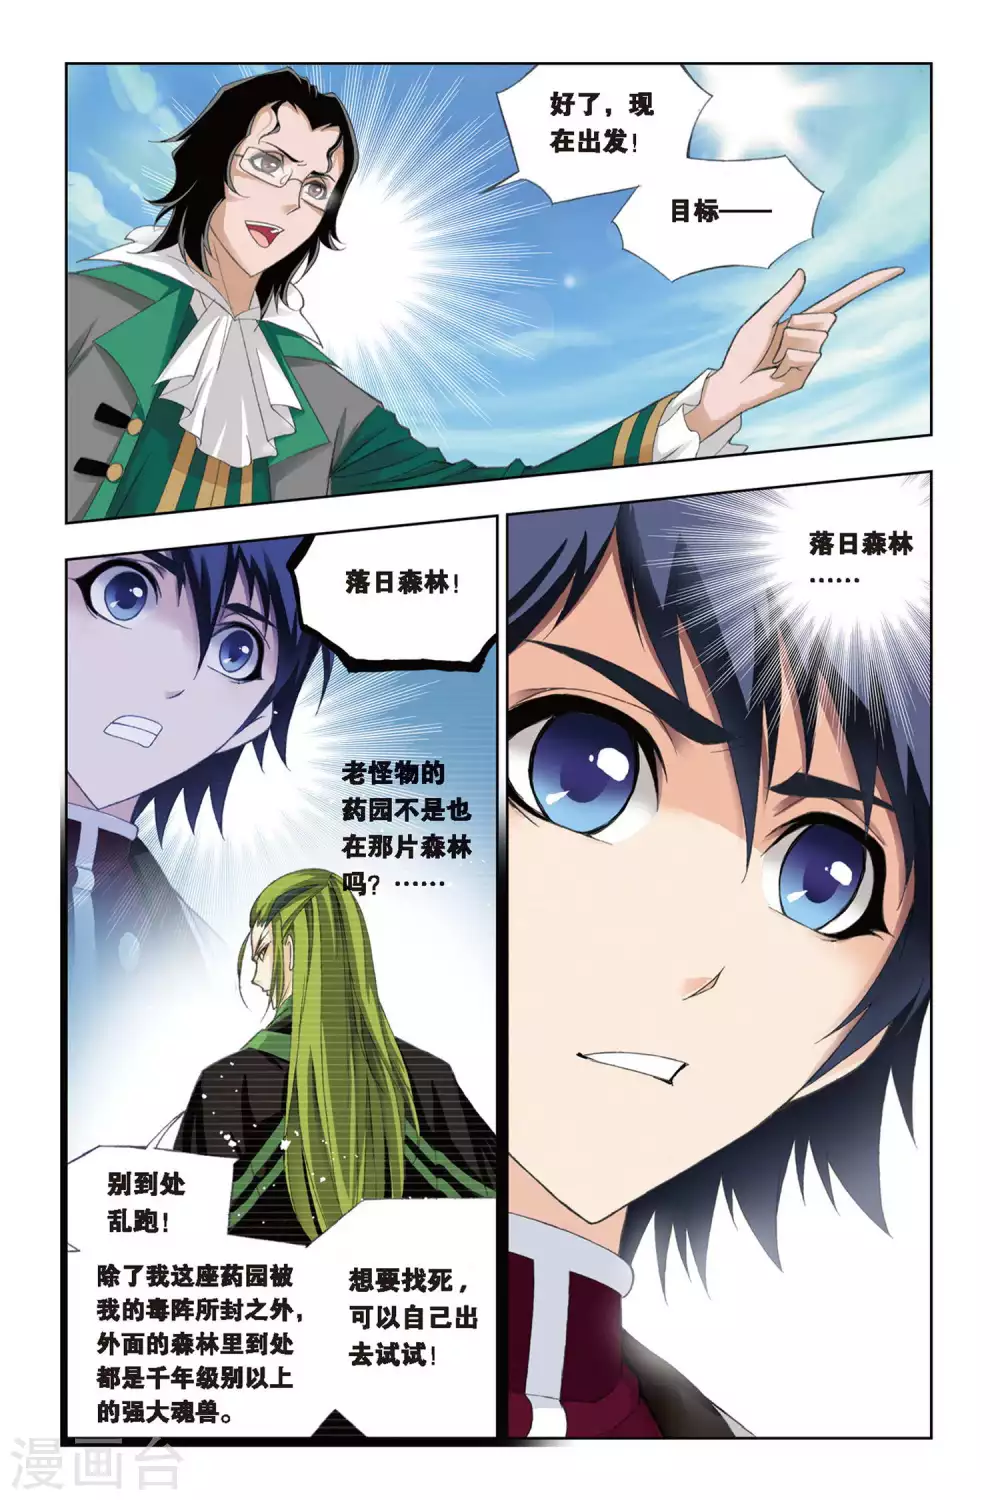 好了，现
在出发！
目标——
落日森林！
老怪物的
药园不是也
在那片森林
吗？……
别到处
乱跑！
除了我这座药园被
我的毒阵所封之外，
外面的森林里到处
都是千年级别以上
的强大魂兽。
想要找死，
可以自己出
去试试！
落日森林
……
漫画台